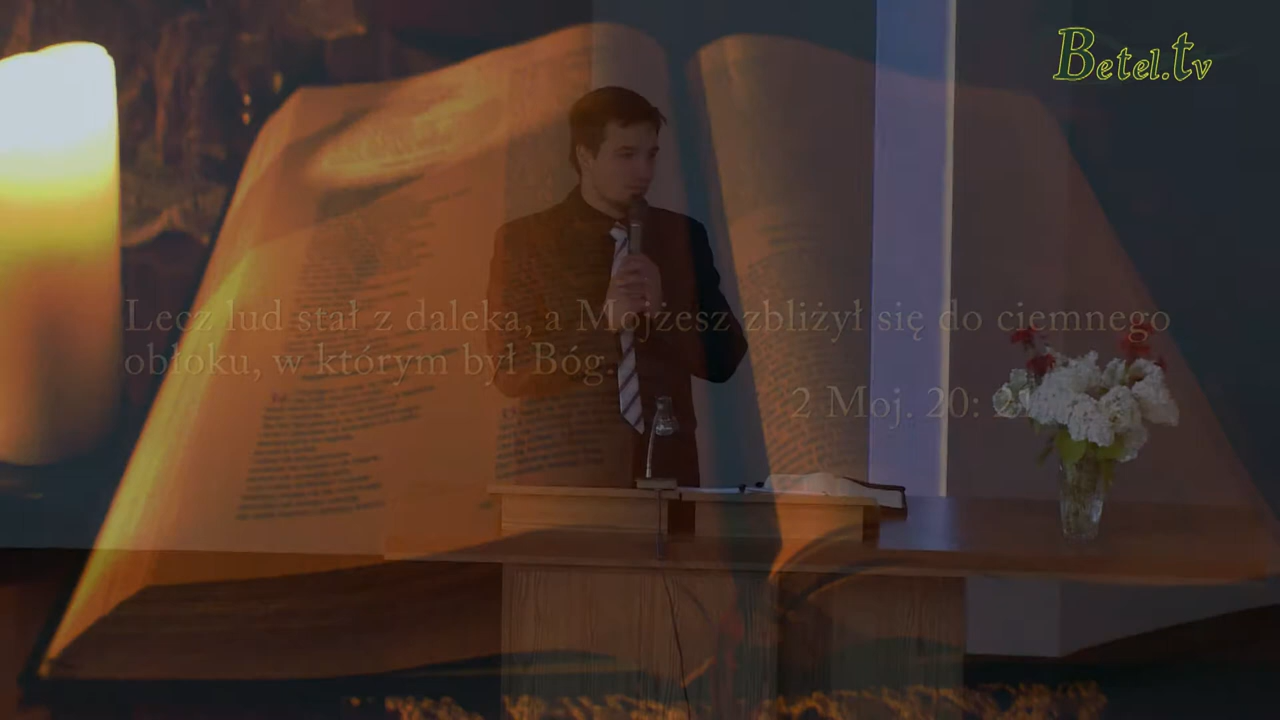 Betel.tv
Lecz lud stał z daleka, a Mojżesz zbliżył się do ciemnego
obłoku, w którym był Bóg.
2 Moj. 20: